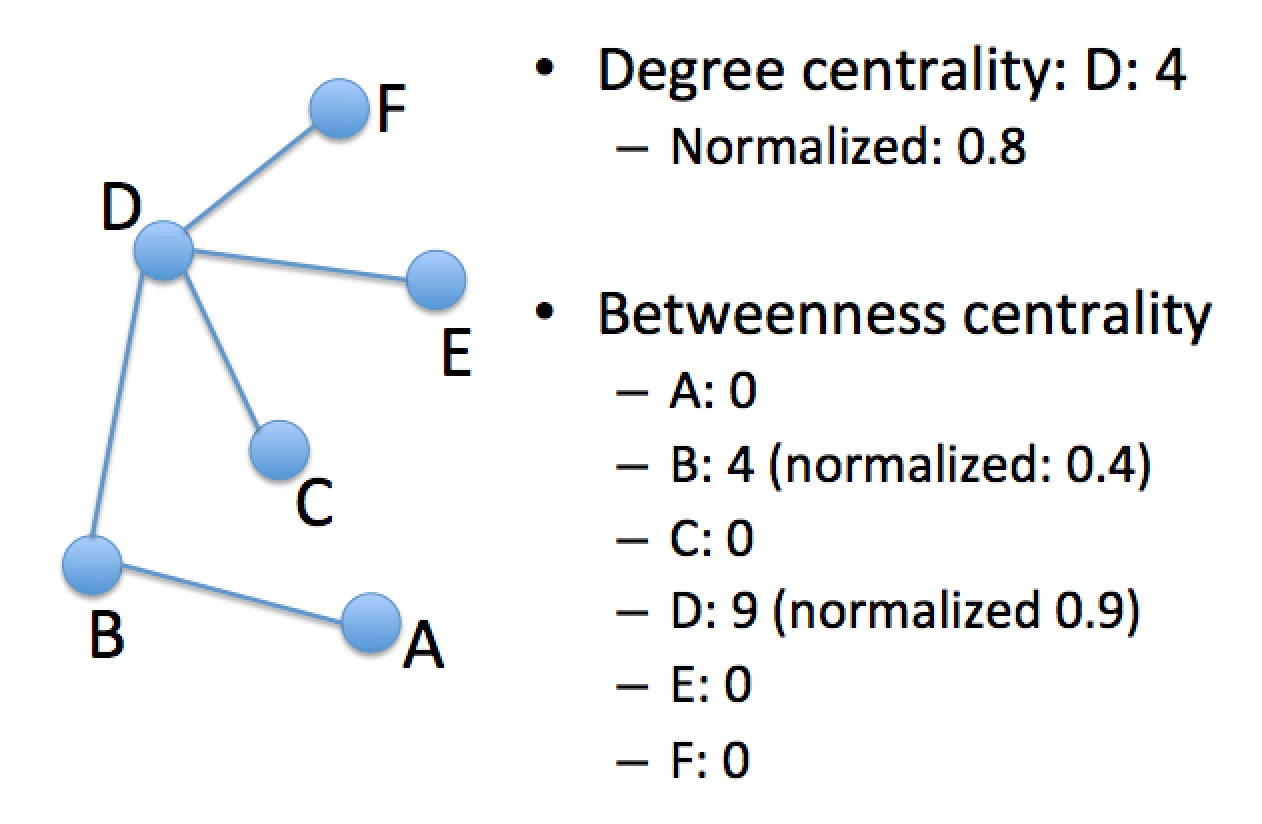 F
D
E
C
B
A
• Degree centrality: D: 4
– Normalized: 0.8
• Betweenness centrality
– A: 0
– B: 4 (normalized: 0.4)
– C: 0
– D: 9 (normalized 0.9)
– E: 0
– F: 0